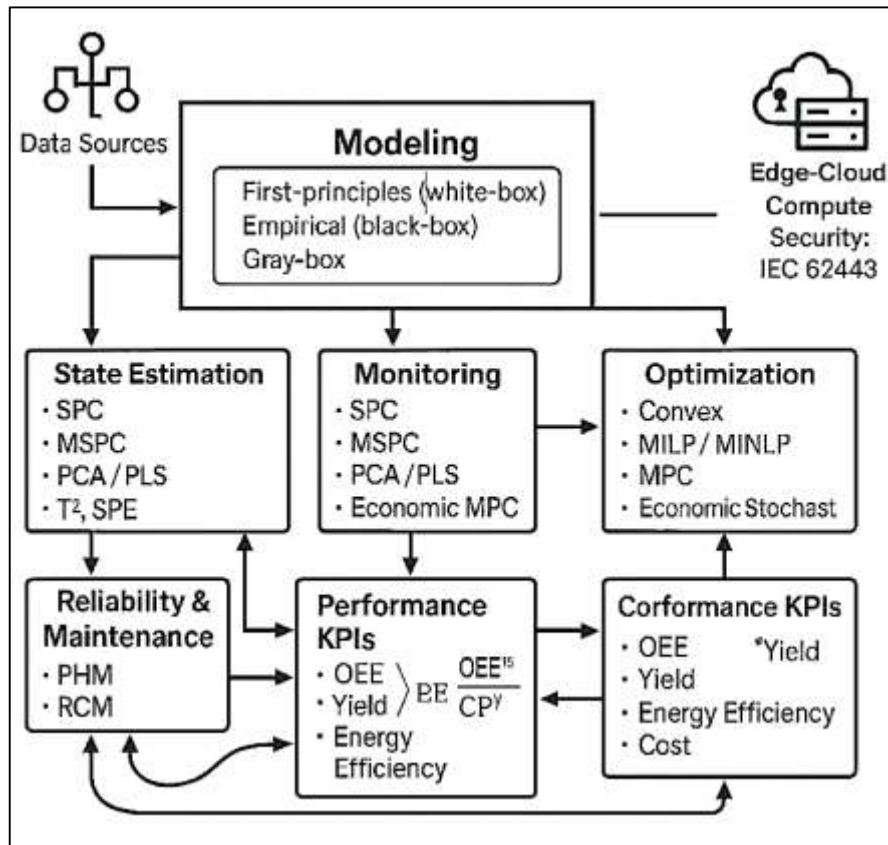 Data Sources
Modeling
First-principles (white-box)
Empirical (black-box)
Gray-box
Edge-Cloud
Compute
Security:
IEC 62443
State Estimation
· SPC
· MSPC
· PCA / PLS
· T², SPE
Monitoring
· SPC
· MSPC
· PCA / PLS
· Economic MPC
Optimization
· Convex
· MILP / MINLP
· MPC
· Economic Stochast
Reliability &
Maintenance
· PHM
· RCM
Performance
KPIs
· OEE
· Yield
· Energy
Efficiency
Corformance KPIs
· OEE
*Yield
· Yield
· Energy Efficiency
· Cost